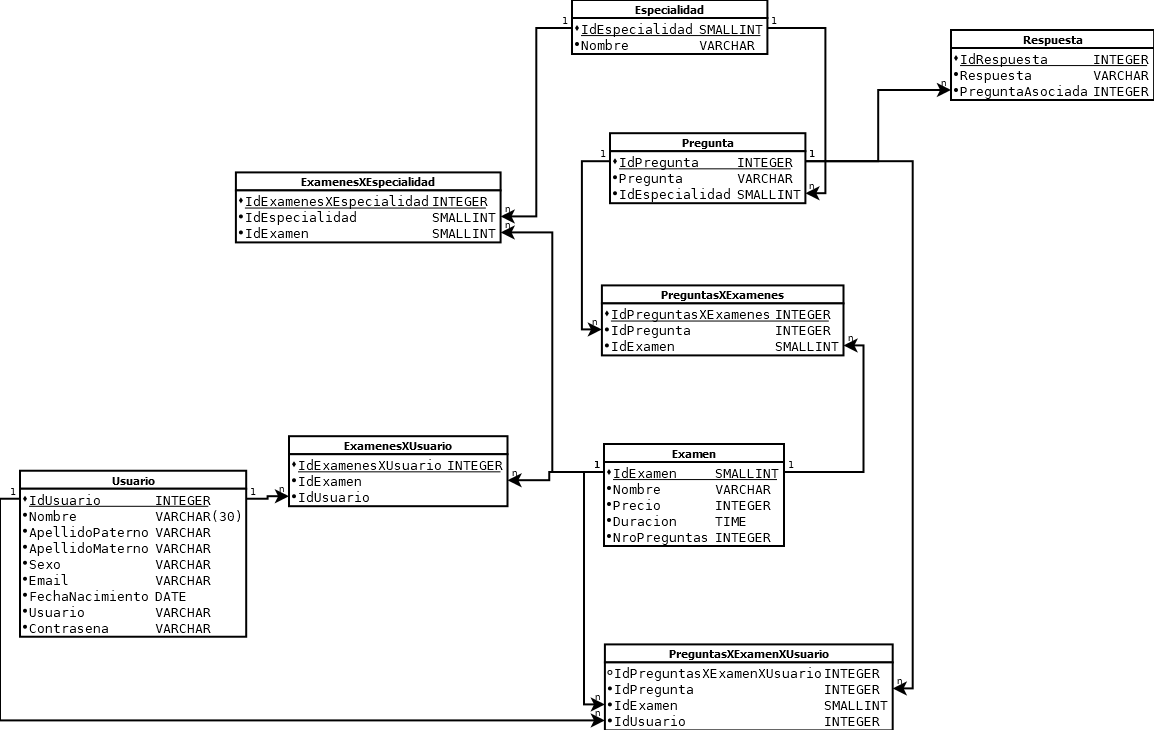 Especialidad
1
1
IdEspecialidad SMALLINT
Nombre VARCHAR
Respuesta
IdRespuesta INTEGER
Respuesta VARCHAR
n
PreguntaAsociada INTEGER
Pregunta
1
1
IdPregunta INTEGER
Pregunta VARCHAR
n
IdEspecialidad SMALLINT
ExamenesXEspecialidad
IdExamenesXEspecialidad INTEGER
n
IdEspecialidad SMALLINT
n
IdExamen SMALLINT
PreguntasXExamenes
IdPreguntasXExamenes INTEGER
n
IdPregunta INTEGER
n
IdExamen SMALLINT
ExamenesXUsuario
IdExamenesXUsuario INTEGER
n
IdExamen
n
IdUsuario
Examen
1
1
IdExamen SMALLINT
Nombre VARCHAR
Precio INTEGER
Duracion TIME
NroPreguntas INTEGER
Usuario
1
1
IdUsuario INTEGER
Nombre VARCHAR(30)
ApellidoPaterno VARCHAR
ApellidoMaterno VARCHAR
Sexo VARCHAR
Email VARCHAR
FechaNacimiento DATE
Usuario VARCHAR
Contrasena VARCHAR
PreguntasXExamenXUsuario
IdPreguntasXExamenXUsuario INTEGER
n
IdPregunta INTEGER
n
IdExamen SMALLINT
n
IdUsuario INTEGER